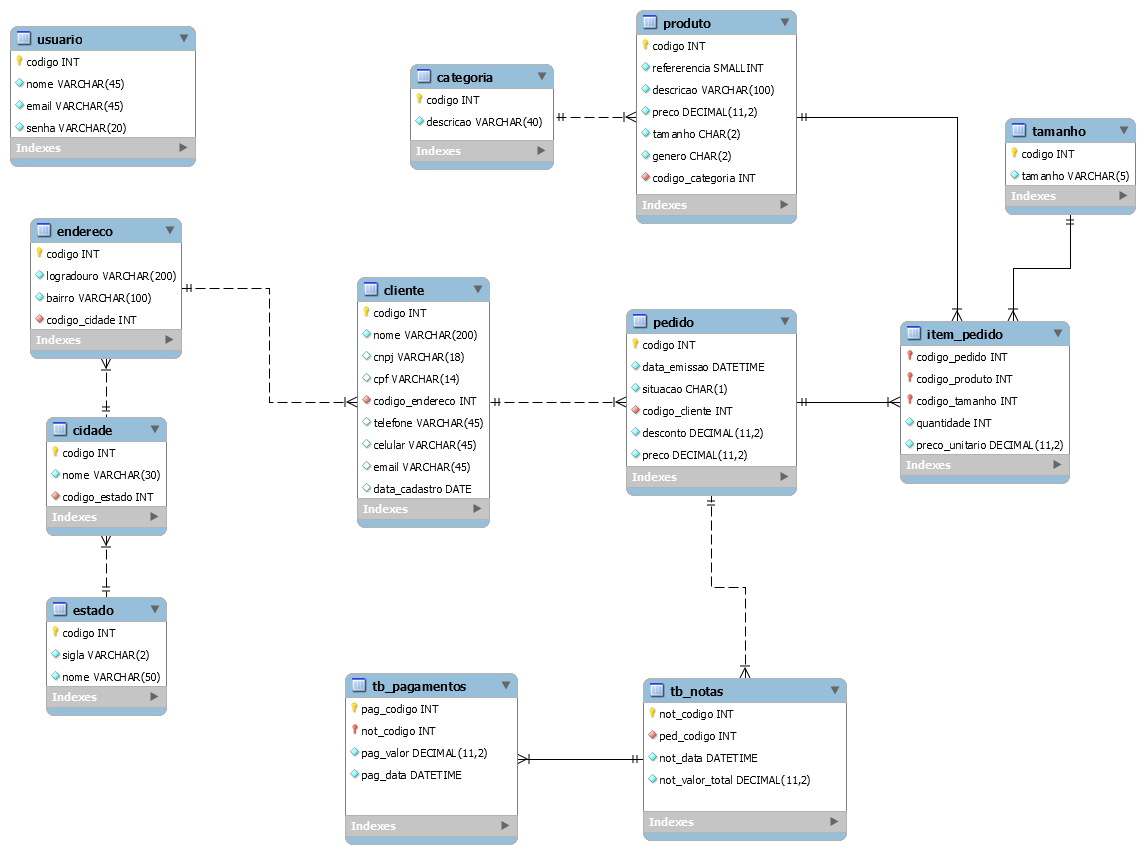 usuario
codigo INT
nome VARCHAR(45)
email VARCHAR(45)
senha VARCHAR(20)
Indexes
categoria
codigo INT
descricao VARCHAR(40)
Indexes
produto
codigo INT
refererencia SMALLINT
descricao VARCHAR(100)
preco DECIMAL(11,2)
tamanho CHAR(2)
genero CHAR(2)
codigo_categoria INT
Indexes
tamanho
codigo INT
tamanho VARCHAR(5)
Indexes
endereco
codigo INT
logradouro VARCHAR(200)
bairro VARCHAR(100)
codigo_cidade INT
Indexes
cliente
codigo INT
nome VARCHAR(200)
cnpj VARCHAR(18)
cpf VARCHAR(14)
codigo_endereco INT
telefone VARCHAR(45)
celular VARCHAR(45)
email VARCHAR(45)
data_cadastro DATE
Indexes
pedido
codigo INT
data_emissao DATETIME
situacao CHAR(1)
codigo_cliente INT
desconto DECIMAL(11,2)
preco DECIMAL(11,2)
Indexes
item_pedido
codigo_pedido INT
codigo_produto INT
codigo_tamanho INT
quantidade INT
preco_unitario DECIMAL(11,2)
Indexes
cidade
codigo INT
nome VARCHAR(30)
codigo_estado INT
Indexes
estado
codigo INT
sigla VARCHAR(2)
nome VARCHAR(50)
Indexes
tb_pagamentos
pag_codigo INT
not_codigo INT
pag_valor DECIMAL(11,2)
pag_data DATETIME
Indexes
tb_notas
not_codigo INT
ped_codigo INT
not_data DATETIME
not_valor_total DECIMAL(11,2)
Indexes